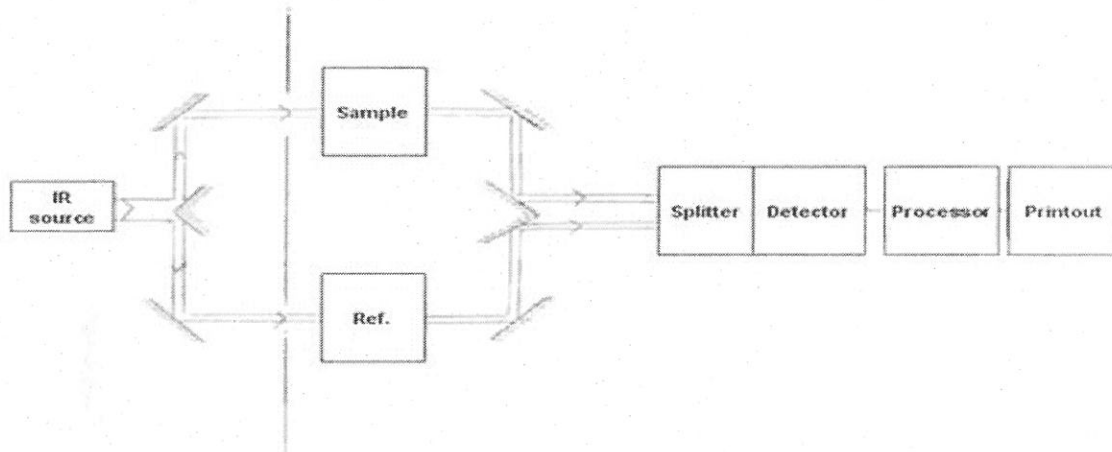 Sample
IR
source
Splitter
Detector
Processor
Printout
Ref.